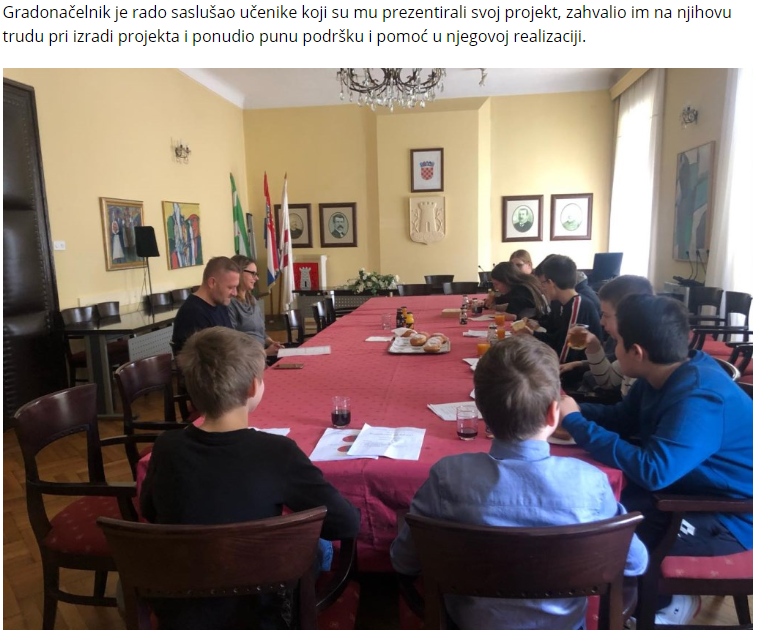 Gradonačelnik je rado saslušao učenike koji su mu prezentirali svoj projekt, zahvalio im na njihovu
trudu pri izradi projekta i ponudio punu podršku i pomoć u njegovoj realizaciji.